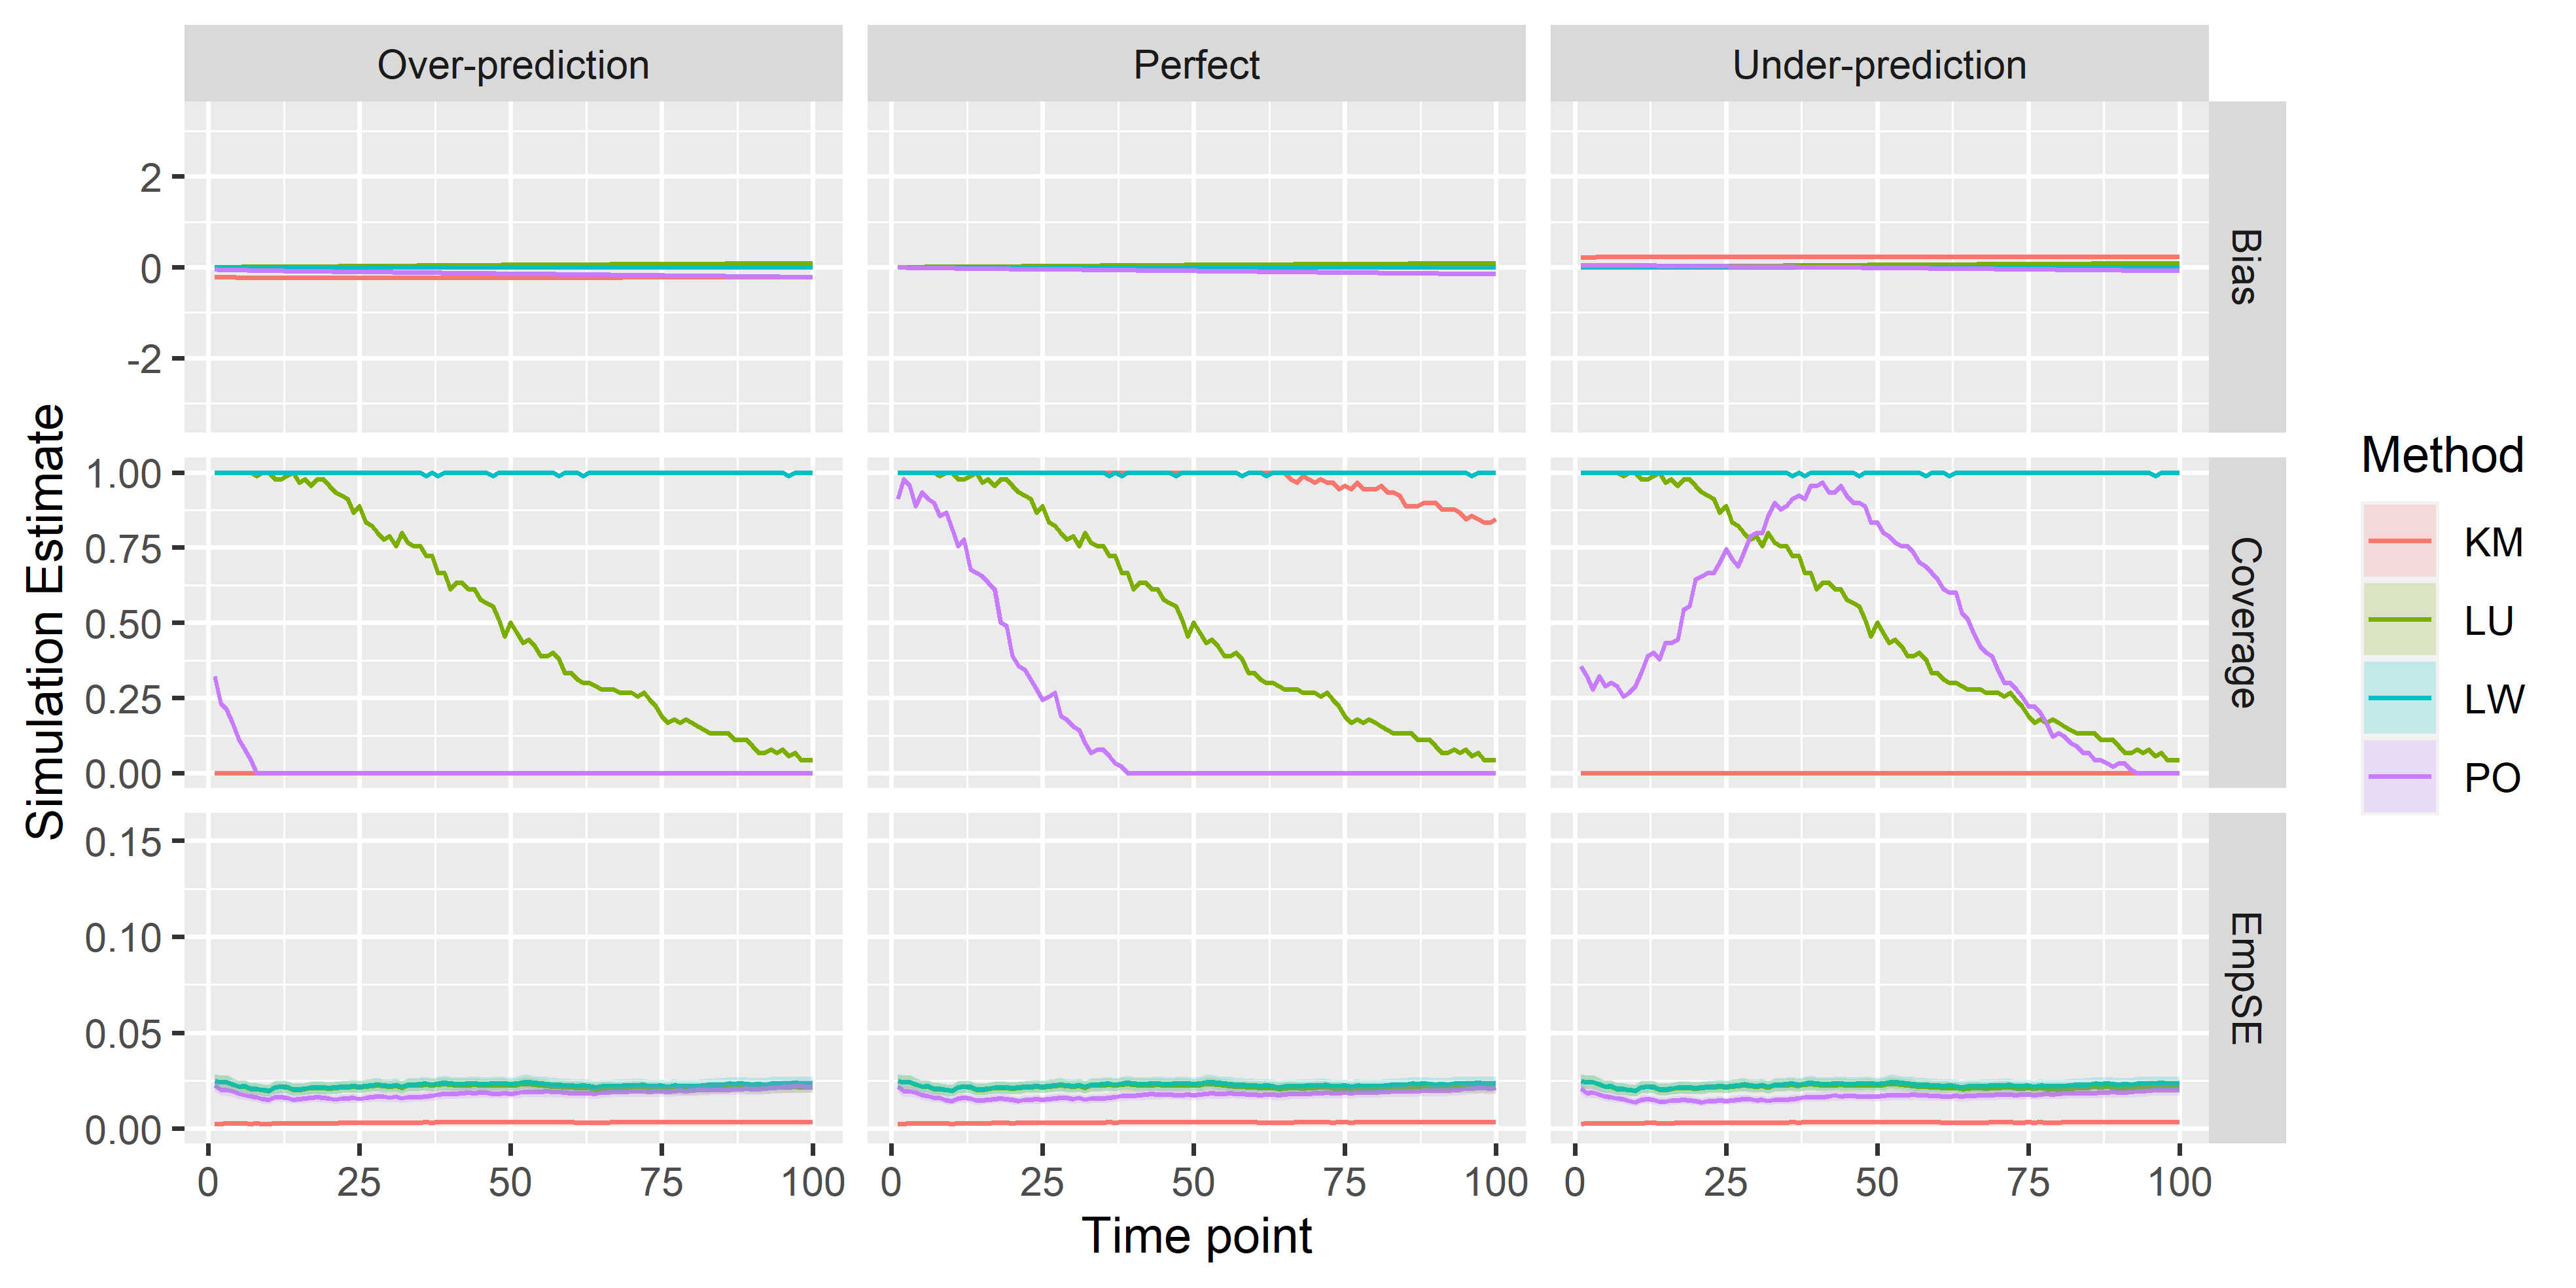 Over-prediction
Perfect
Under-prediction
2
0
-2
Bias
1.00
0.75
0.50
0.25
0.00
Coverage
0.15
0.10
0.05
0.00
EmpSE
0 25 50 75 100
0 25 50 75 100
0 25 50 75 100
Time point
Simulation Estimate
Method
KM
LU
LW
PO